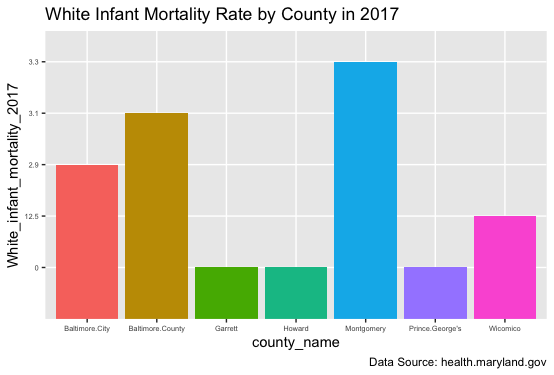 White Infant Mortality Rate by County in 2017
White_infant_mortality_2017
3.3
3.1
2.9
12.5
0
Baltimore.City
Baltimore.County
Garrett
Howard
Montgomery
Prince.George's
Wicomico
county_name
Data Source: health.maryland.gov